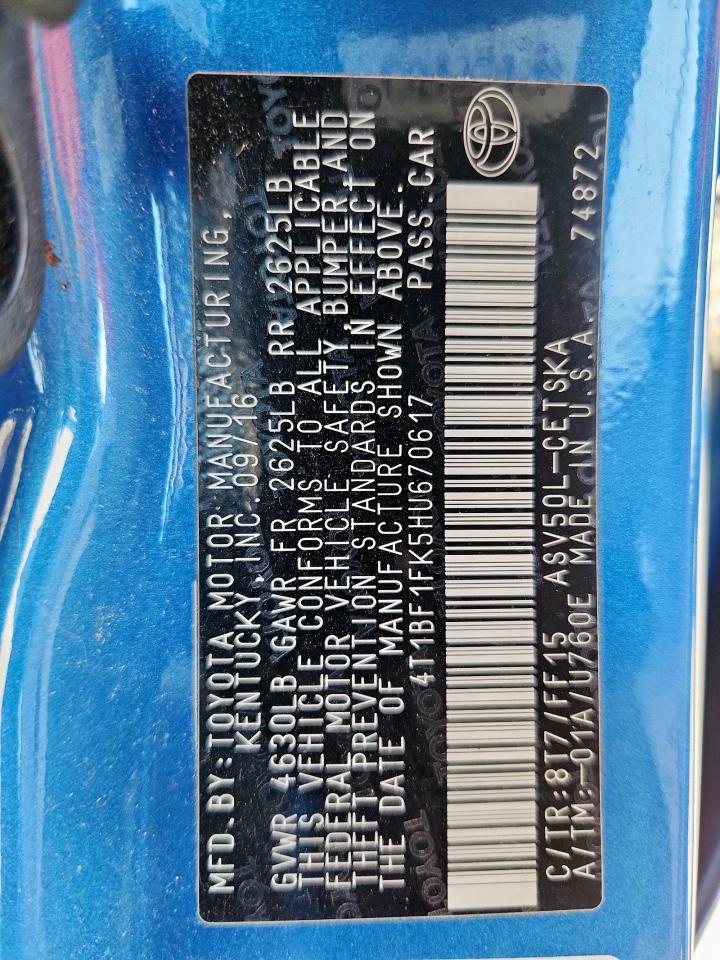 MFD.BY:TOYOTA MOTOR MANUFACTURING,
KENTUCKY,INC.09/16
GVWR 4630LB GAWR FR 2625LB RR 2625LB
THIS VEHICLE CONFORMS TO ALL APPLICABLE
FEDERAL MOTOR VEHICLE SAFETY, BUMPER,AND
THEFT PREVENTION STANDARDS IN EFFECT ON
THE DATE OF MANUFACTURE SHOWN ABOVE.
4T1BF1FK5HU670617 PASS.CAR
C/TR:8T7/FF15 ASV50L-CETSKA
A/TM:-01A/U760E MADE IN U.S.A. 74872